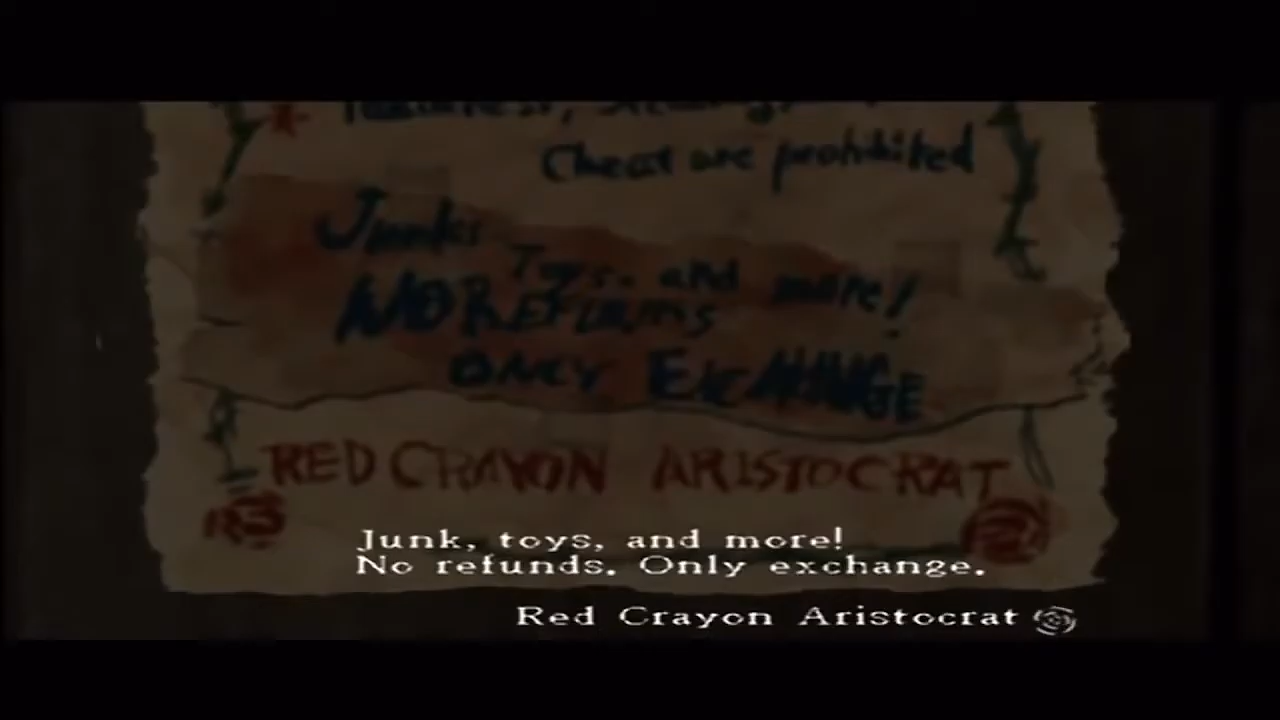 Cheat are prohibited
Junks
Toys. and more!
NO REFUNDS
ONLY EXCHANGE
RED CRAYON ARISTOCRAT
Junk, toys, and more!
No refunds. Only exchange.
Red Crayon Aristocrat